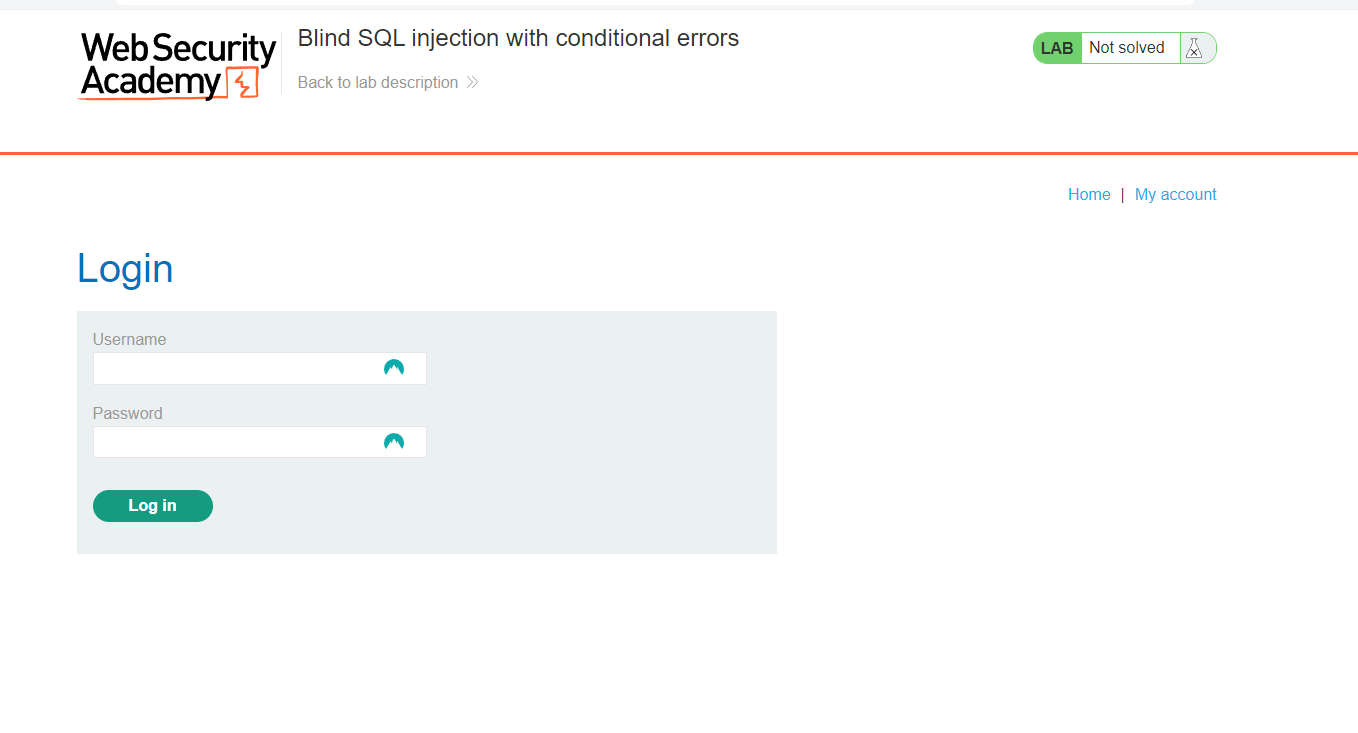 Web Security
Academy
Blind SQL injection with conditional errors
Back to lab description
LAB Not solved
Home | My account
Login
Username
Password
Log in